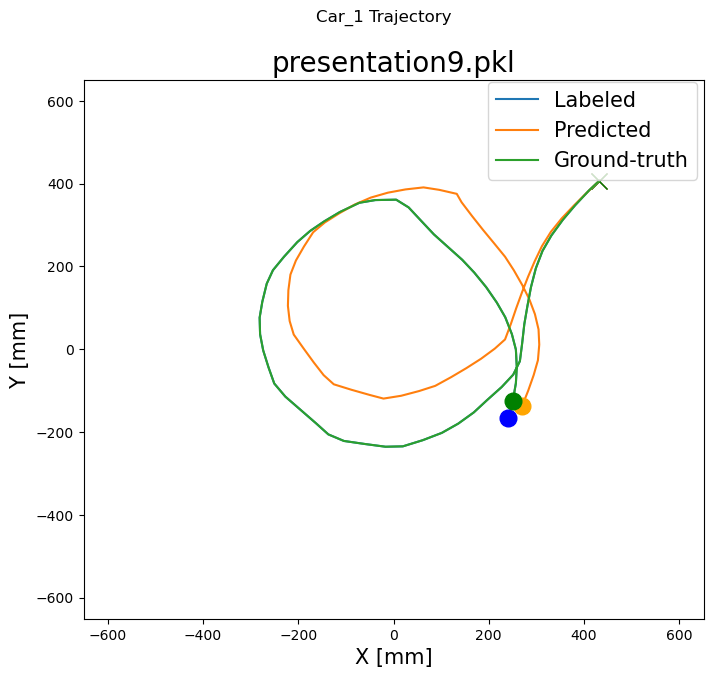 Car_1 Trajectory
presentation9.pkl
Labeled
Predicted
Ground-truth
600
400
200
0
−200
−400
−600
Y [mm]
−600
−400
−200
0
200
400
600
X [mm]